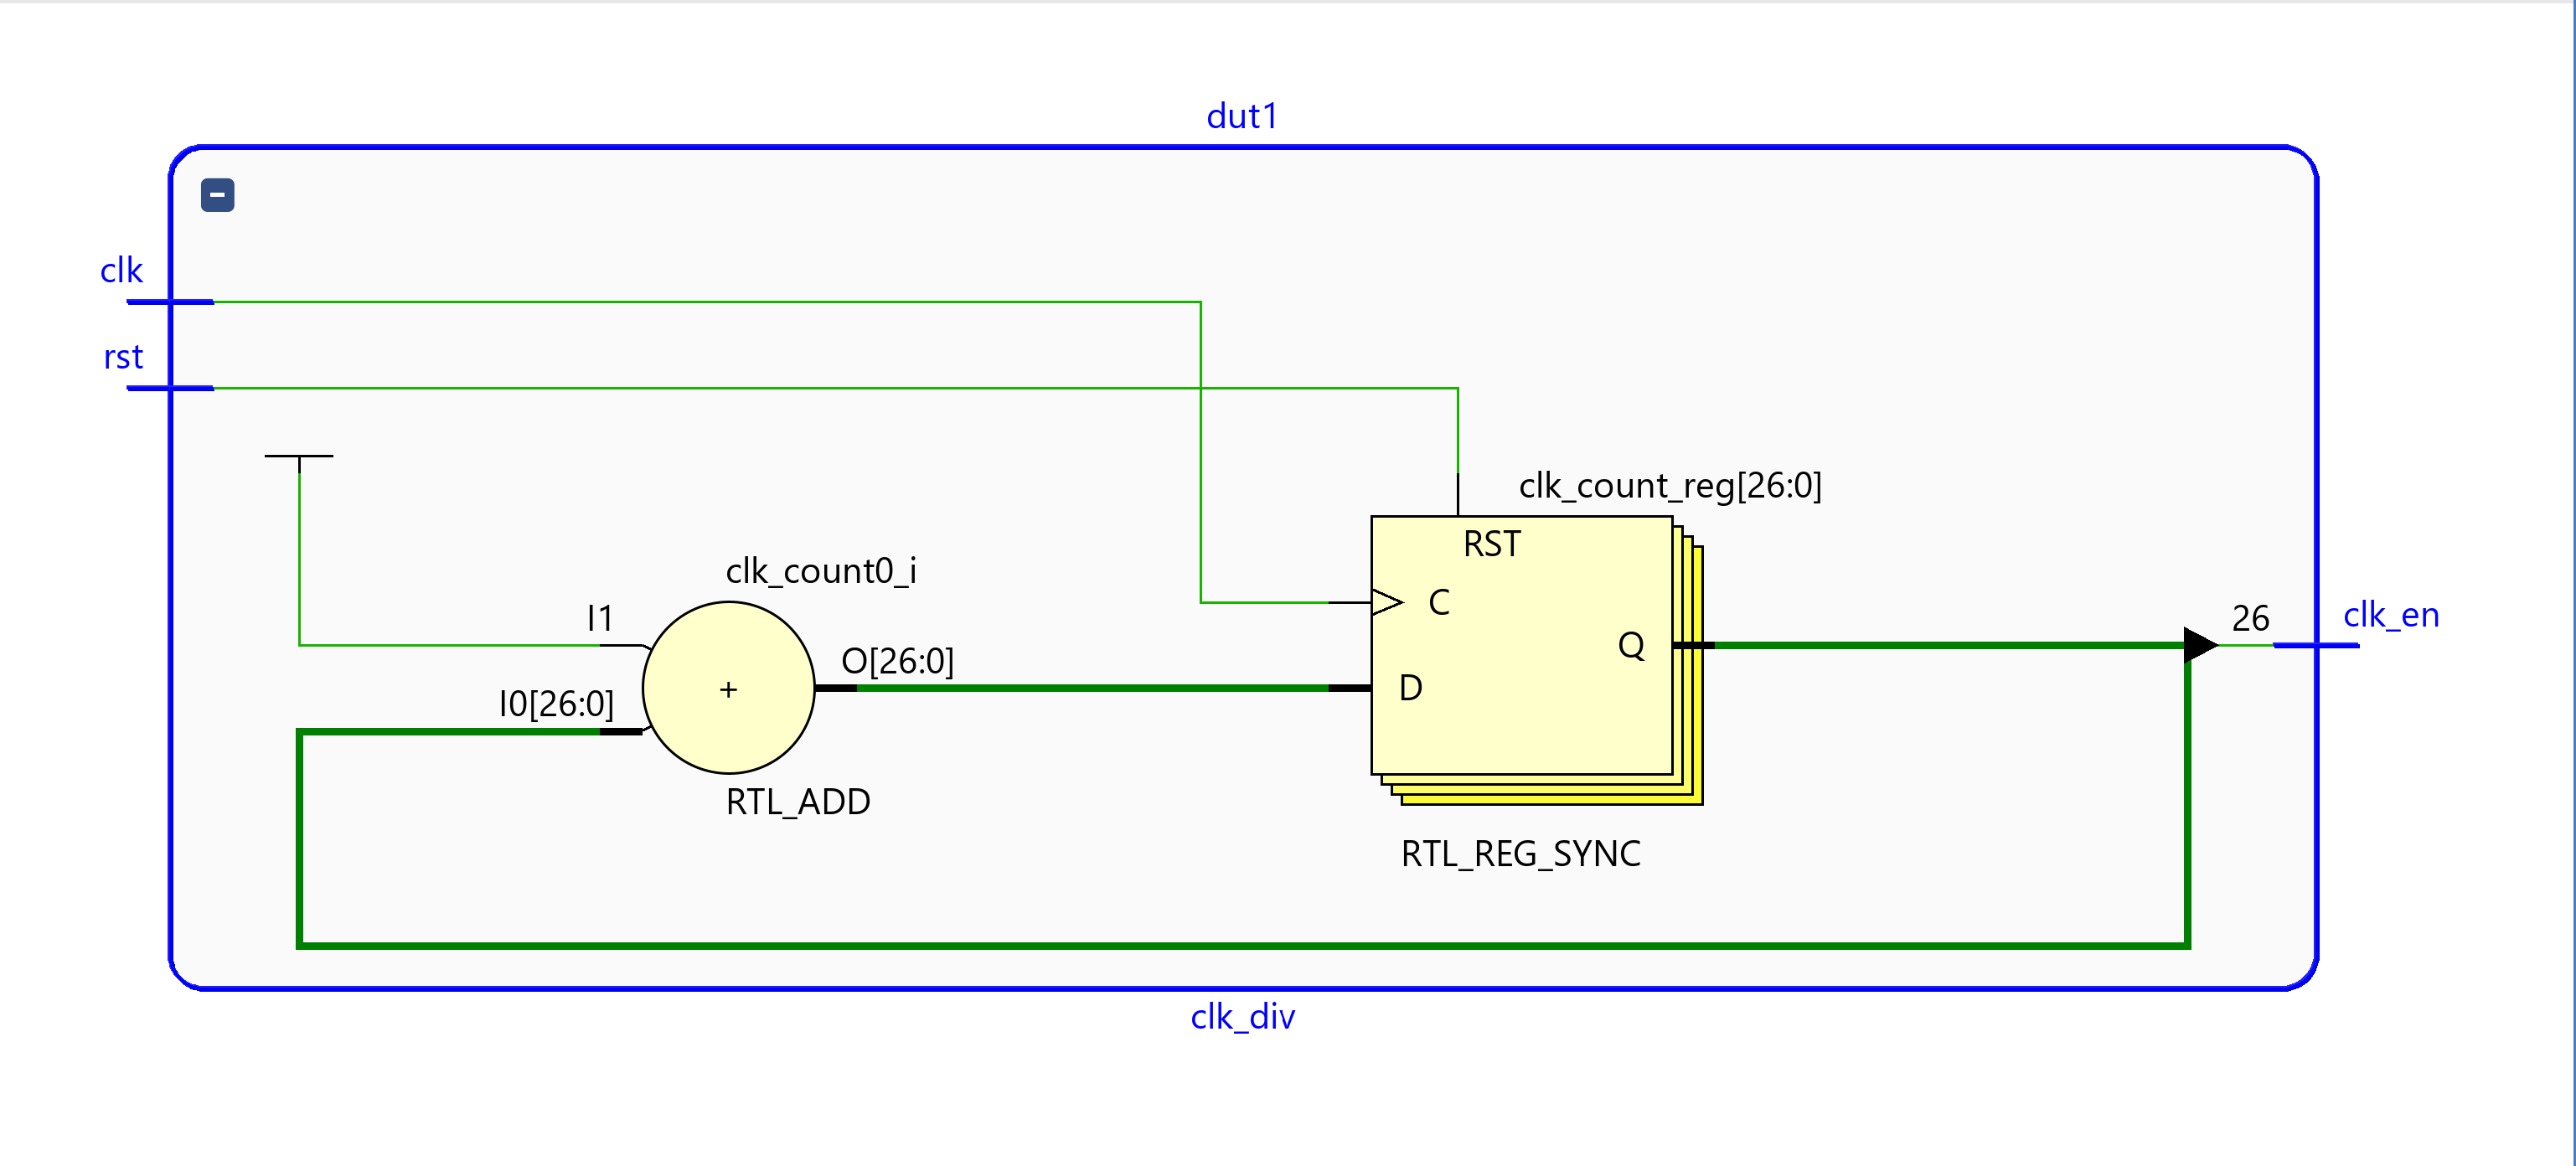 dut1
clk
rst
clk_count_reg[26:0]
RST
clk_count0_i
C
I1
26
clk_en
Q
O[26:0]
I0[26:0]
+
D
RTL_ADD
RTL_REG_SYNC
clk_div